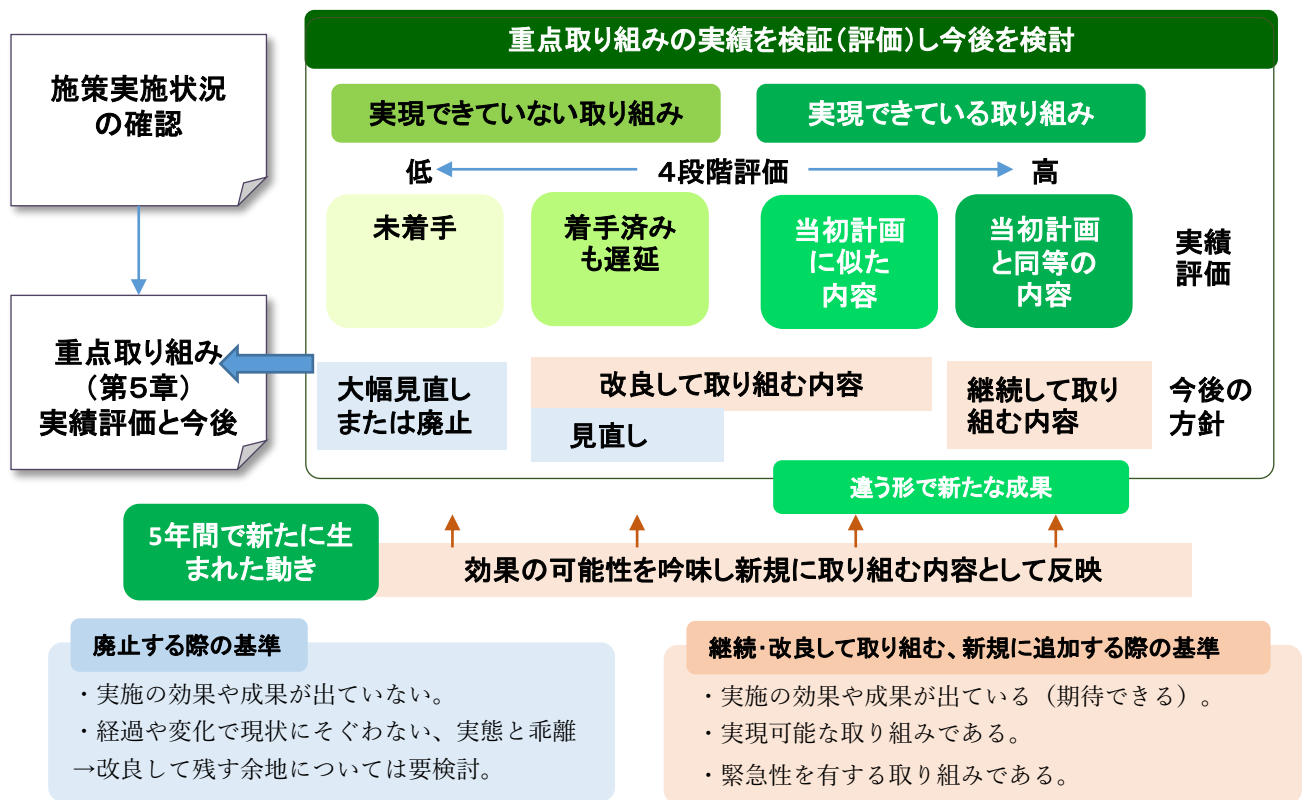 施策実施状況
の確認
重点取り組み
（第５章）
実績評価と今後
重点取り組みの実績を検証（評価）し今後を検討
実現できていない取り組み
実現できている取り組み
低
４段階評価
高
未着手
着手済み
も遅延
当初計画
に似た
内容
当初計画
と同等の
内容
実績
評価
大幅見直し
または廃止
改良して取り組む内容
見直し
継続して取り
組む内容
今後の
方針
違う形で新たな成果
5年間で新たに生
まれた動き
効果の可能性を吟味し新規に取り組む内容として反映
廃止する際の基準
・実施の効果や成果が出ていない。
・経過や変化で現状にそぐわない、実態と乖離
→改良して残す余地については要検討。
継続・改良して取り組む、新規に追加する際の基準
・実施の効果や成果が出ている（期待できる）。
・実現可能な取り組みである。
・緊急性を有する取り組みである。